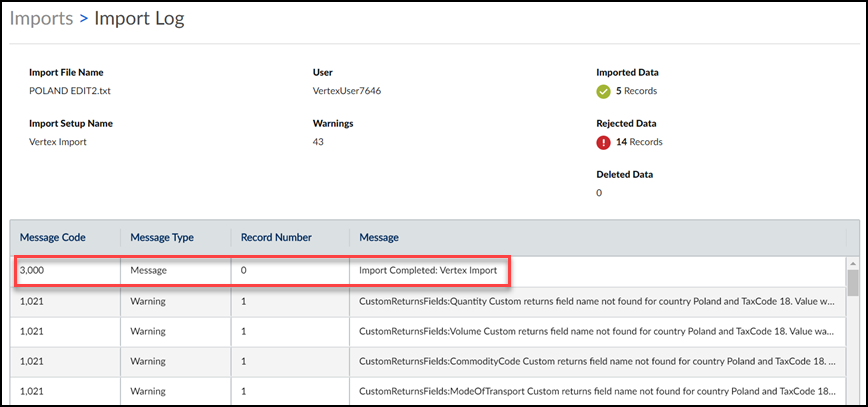 Imports > Import Log
Import File Name User Imported Data
POLAND EDIT2.txt VertexUser7646 5 Records
Import Setup Name Warnings Rejected Data
Vertex Import 43 14 Records
Deleted Data
0
Message Code Message Type Record Number Message
3,000 Message 0 Import Completed: Vertex Import
1,021 Warning 1 CustomReturnsFields:Quantity Custom returns field name not found for country Poland and TaxCode 18. Value w...
1,021 Warning 1 CustomReturnsFields:Volume Custom returns field name not found for country Poland and TaxCode 18. Value wa...
1,021 Warning 1 CustomReturnsFields:CommodityCode Custom returns field name not found for country Poland and TaxCode 18. ...
1,021 Warning 1 CustomReturnsFields:ModeOfTransport Custom returns field name not found for country Poland and TaxCode 18...